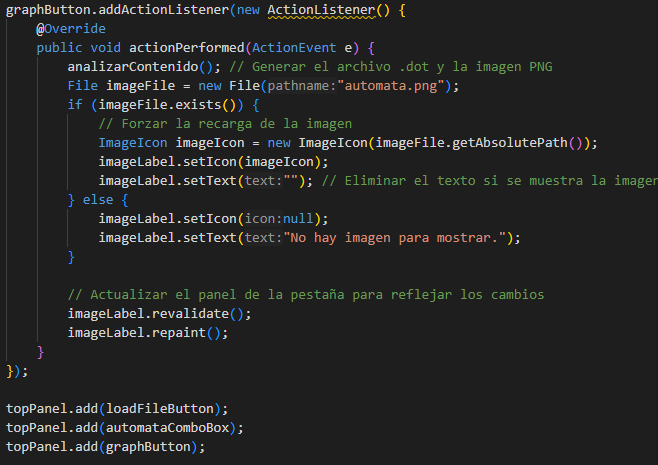 graphButton.addActionListener(new ActionListener() {
    @Override
    public void actionPerformed(ActionEvent e) {
        analizarContenido(); // Generar el archivo .dot y la imagen PNG
        File imageFile = new File(pathname:"automata.png");
        if (imageFile.exists()) {
            // Forzar la recarga de la imagen
            ImageIcon imageIcon = new ImageIcon(imageFile.getAbsolutePath());
            imageLabel.setIcon(imageIcon);
            imageLabel.setText(text:""); // Eliminar el texto si se muestra la imagen
        } else {
            imageLabel.setIcon(icon:null);
            imageLabel.setText(text:"No hay imagen para mostrar.");
        }

        // Actualizar el panel de la pestaña para reflejar los cambios
        imageLabel.revalidate();
        imageLabel.repaint();
    }
});

topPanel.add(loadFileButton);
topPanel.add(automataComboBox);
topPanel.add(graphButton);